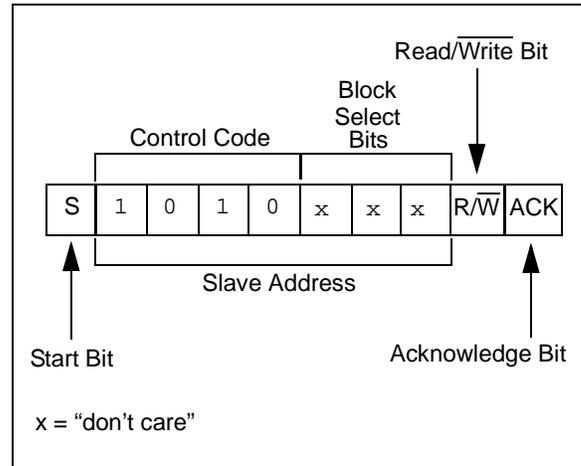 Read/Write Bit
Block
Select
Bits
Control Code
S 1 0 1 0 x x x R/W ACK
Slave Address
Start Bit
Acknowledge Bit
x = “don’t care”